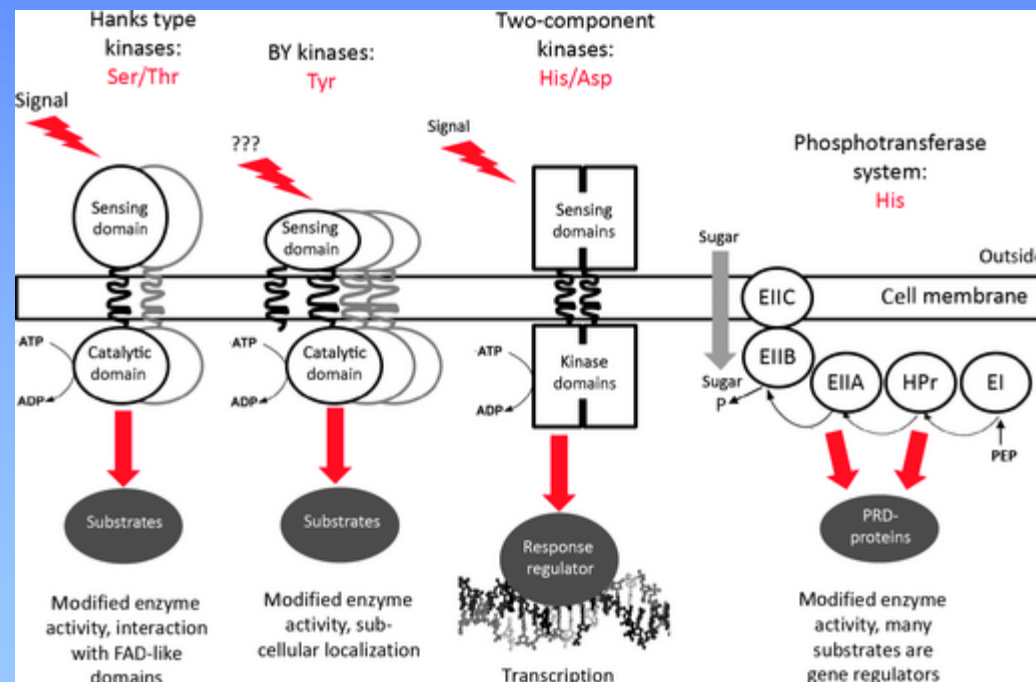 Hanks type
kinases:
Ser/Thr
Signal
Sensing
domain
ATP
ADP
Catalytic
domain
Substrates
Modified enzyme
activity, interaction
with FAD-like
domains
BY kinases:
Tyr
???
Sensing
domain
ATP
ADP
Catalytic
domain
Substrates
Modified enzyme
activity, sub-
cellular localization
Two-component
kinases:
His/Asp
Signal
Sensing
domains
ATP
ADP
Kinase
domains
Response
regulator
Transcription
Phosphotransferase
system:
His
Sugar
Outside
Cell membrane
EIIC
EIIB
EIIA
HPr
EI
Sugar
P
PEP
PRD-
proteins
Modified enzyme
activity, many
substrates are
gene regulators